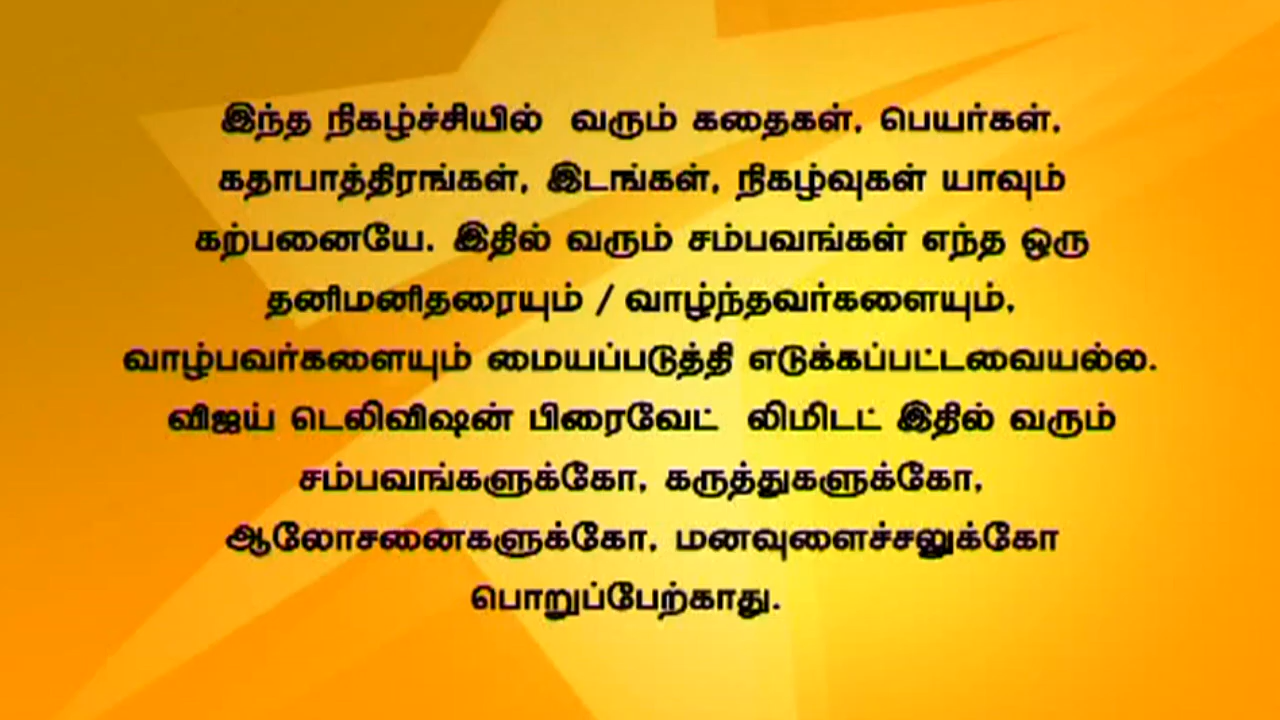 இந்த நிகழ்ச்சியில் வரும் கதைகள், பெயர்கள்,
கதாபாத்திரங்கள், இடங்கள், நிகழ்வுகள் யாவும்
கற்பனையே. இதில் வரும் சம்பவங்கள் எந்த ஒரு
தனிமனிதரையும் / வாழ்ந்தவர்களையும்,
வாழ்பவர்களையும் மையப்படுத்தி எடுக்கப்பட்டவையல்ல.
விஜய் டெலிவிஷன் பிரைவேட் லிமிடட் இதில் வரும்
சம்பவங்களுக்கோ, கருத்துகளுக்கோ,
ஆலோசனைகளுக்கோ, மனவுளைச்சலுக்கோ
பொறுப்பேற்காது.